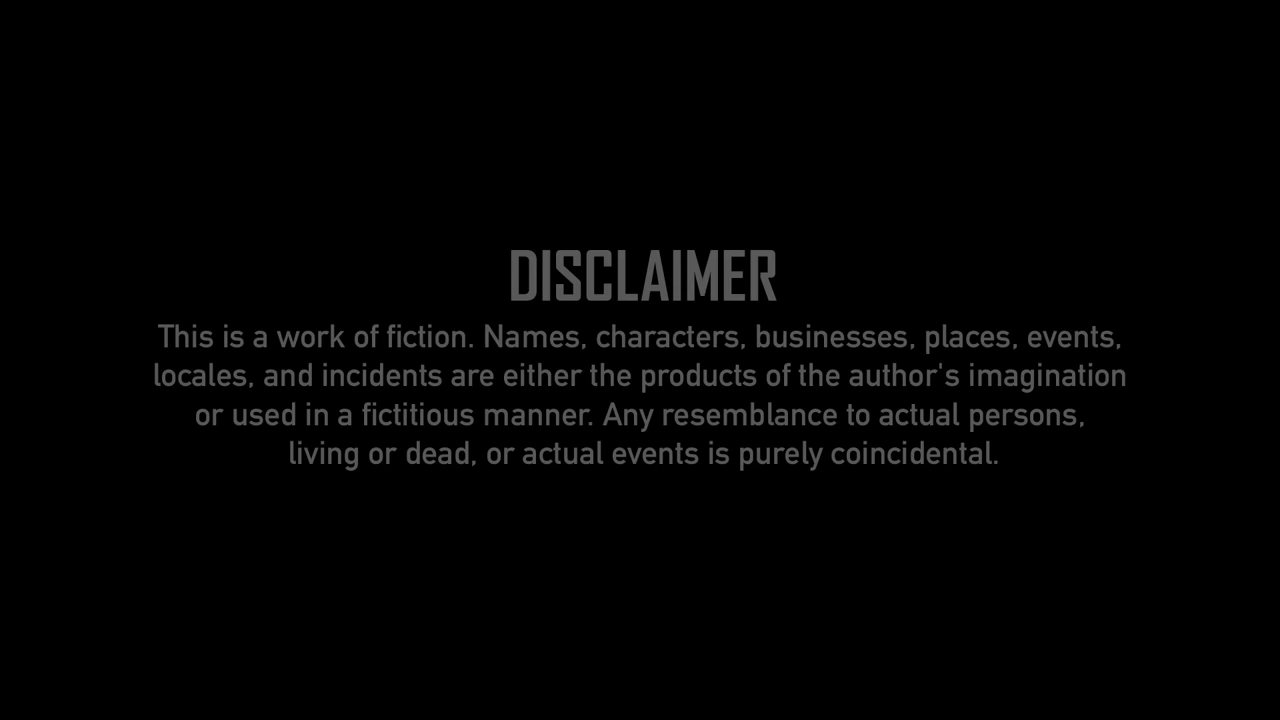 DISCLAIMER
This is a work of fiction. Names, characters, businesses, places, events,
locales, and incidents are either the products of the author's imagination
or used in a fictitious manner. Any resemblance to actual persons,
living or dead, or actual events is purely coincidental.